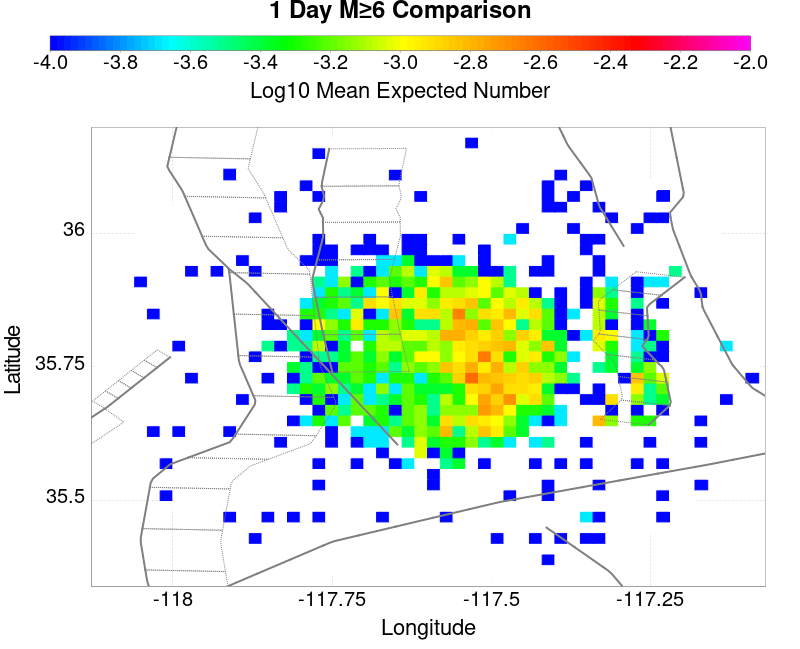 1 Day M≥6 Comparison
-4.0 -3.8 -3.6 -3.4 -3.2 -3.0 -2.8 -2.6 -2.4 -2.2 -2.0
Log10 Mean Expected Number
36
35.75
35.5
Latitude
-118 -117.75 -117.5 -117.25
Longitude